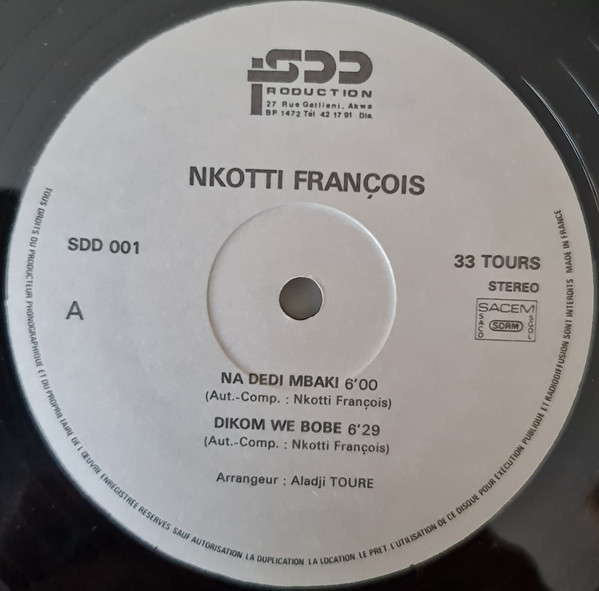 SDD
PRODUCTION
27 Rue Gallieni, Akwa
BP 1472 Tél 42 17 91 Dla.
NKOTTI FRANÇOIS
SDD 001
33 TOURS
STEREO
A
SACEM
SACD
SDRM
SCGL
NA DEDI MBAKI 6'00
(Aut.-Comp. : Nkotti François)
DIKOM WE BOBE 6'29
(Aut.-Comp. : Nkotti François)
Arrangeur : Aladji TOURE
TOUS DROITS DU PRODUCTEUR PHONOGRAPHIQUE ET DU PROPRIETAIRE DE L'ŒUVRE ENREGISTREE RESERVES SAUF AUTORISATION, LA DUPLICATION, LA LOCATION, LE PRET, L'UTILISATION DE CE DISQUE POUR EXECUTION PUBLIQUE ET RADIODIFFUSION SONT INTERDITS MADE IN FRANCE